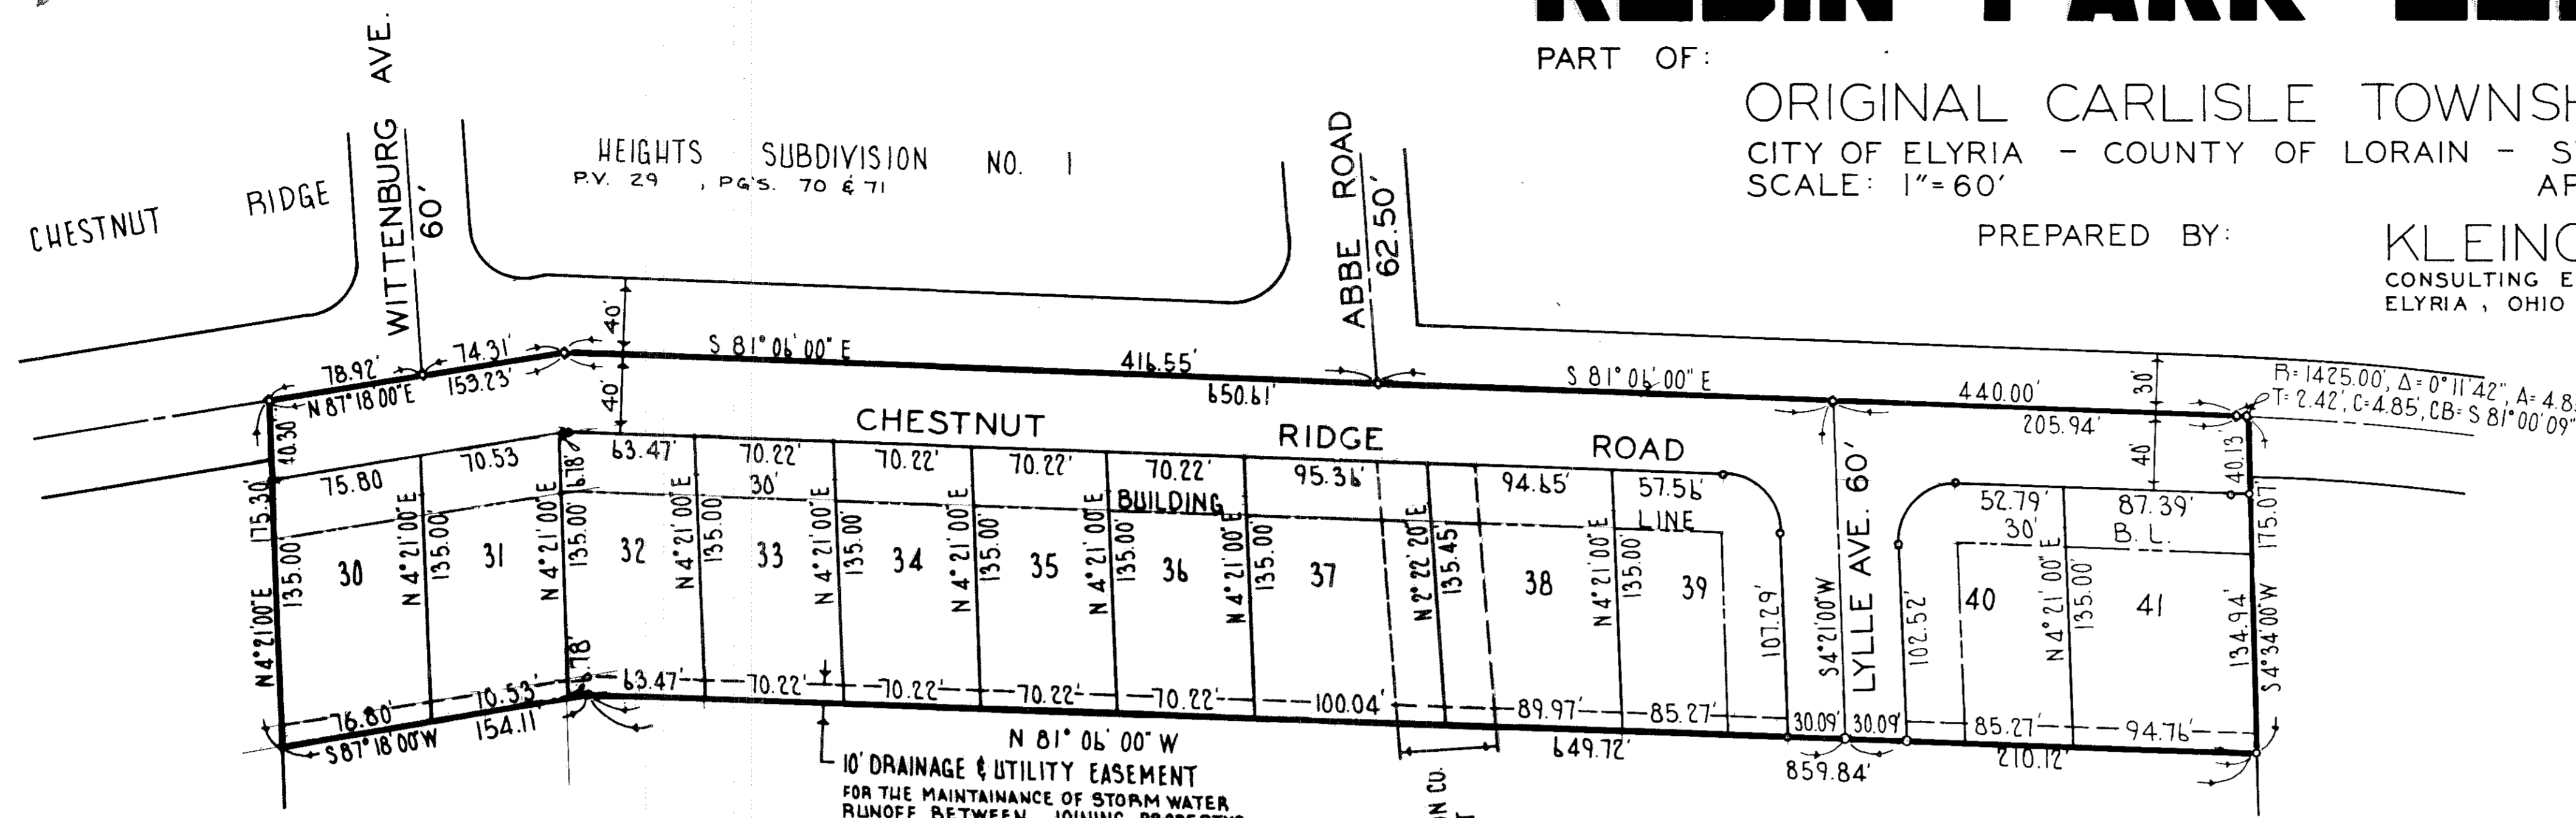 PARK
PART OF:
ORIGINAL CARLISLE
CITY OF ELYRIA - COUNTY OF LORAIN -
SCALE: 1"=60'
PREPARED BY:
CONSULTING
ELYRIA, OHIO
WITTENBURG AVE.
60'
HEIGHTS SUBDIVISION NO. 1
P.V. 29, PG'S. 70 & 71
CHESTNUT RIDGE
ABBE ROAD
62.50'
78.92'
74.31'
N 87° 18' 00" E
153.23'
40'
40'
S 81° 06' 00" E
416.55'
650.61'
S 81° 06' 00" E
440.00'
205.94'
30'
40'
R=1425.00', Δ=0° 11' 42",
T=2.42', C=4.85', CB=S 81° 00' 09"
CHESTNUT RIDGE ROAD
40.30'
175.30'
N 4° 21' 00" E
135.00'
75.80
70.53
6.78'
63.47'
70.22'
70.22'
70.22'
70.22'
95.36'
94.65'
57.56'
52.79'
87.39'
30'
BUILDING LINE
30'
B. L.
30
N 4° 21' 00" E
135.00'
31
N 4° 21' 00" E
135.00'
32
N 4° 21' 00" E
135.00
33
N 4° 21' 00" E
135.00'
34
N 4° 21' 00" E
135.00'
35
N 4° 21' 00" E
135.00'
36
N 4° 21' 00" E
135.00
37
N 2° 22' 20" E
135.45'
38
N 4° 21' 00" E
135.00'
39
107.29'
S 4° 21' 00" W
LYLLE AVE. 60'
102.52'
40
N 4° 21' 00" E
135.00'
41
40.13'
175.07'
134.94'
S 4° 34' 00" W
76.80'
70.53'
S 87° 18' 00" W
154.11'
63.47'
70.22'
70.22'
70.22'
70.22'
100.04'
89.97'
85.27'
30.09'
30.09'
85.27'
94.76'
N 81° 06' 00" W
649.72'
859.84'
210.12'
10' DRAINAGE & UTILITY EASEMENT
FOR THE MAINTAINANCE OF STORM WATER
RUNOFF BETWEEN JOINING
CO.